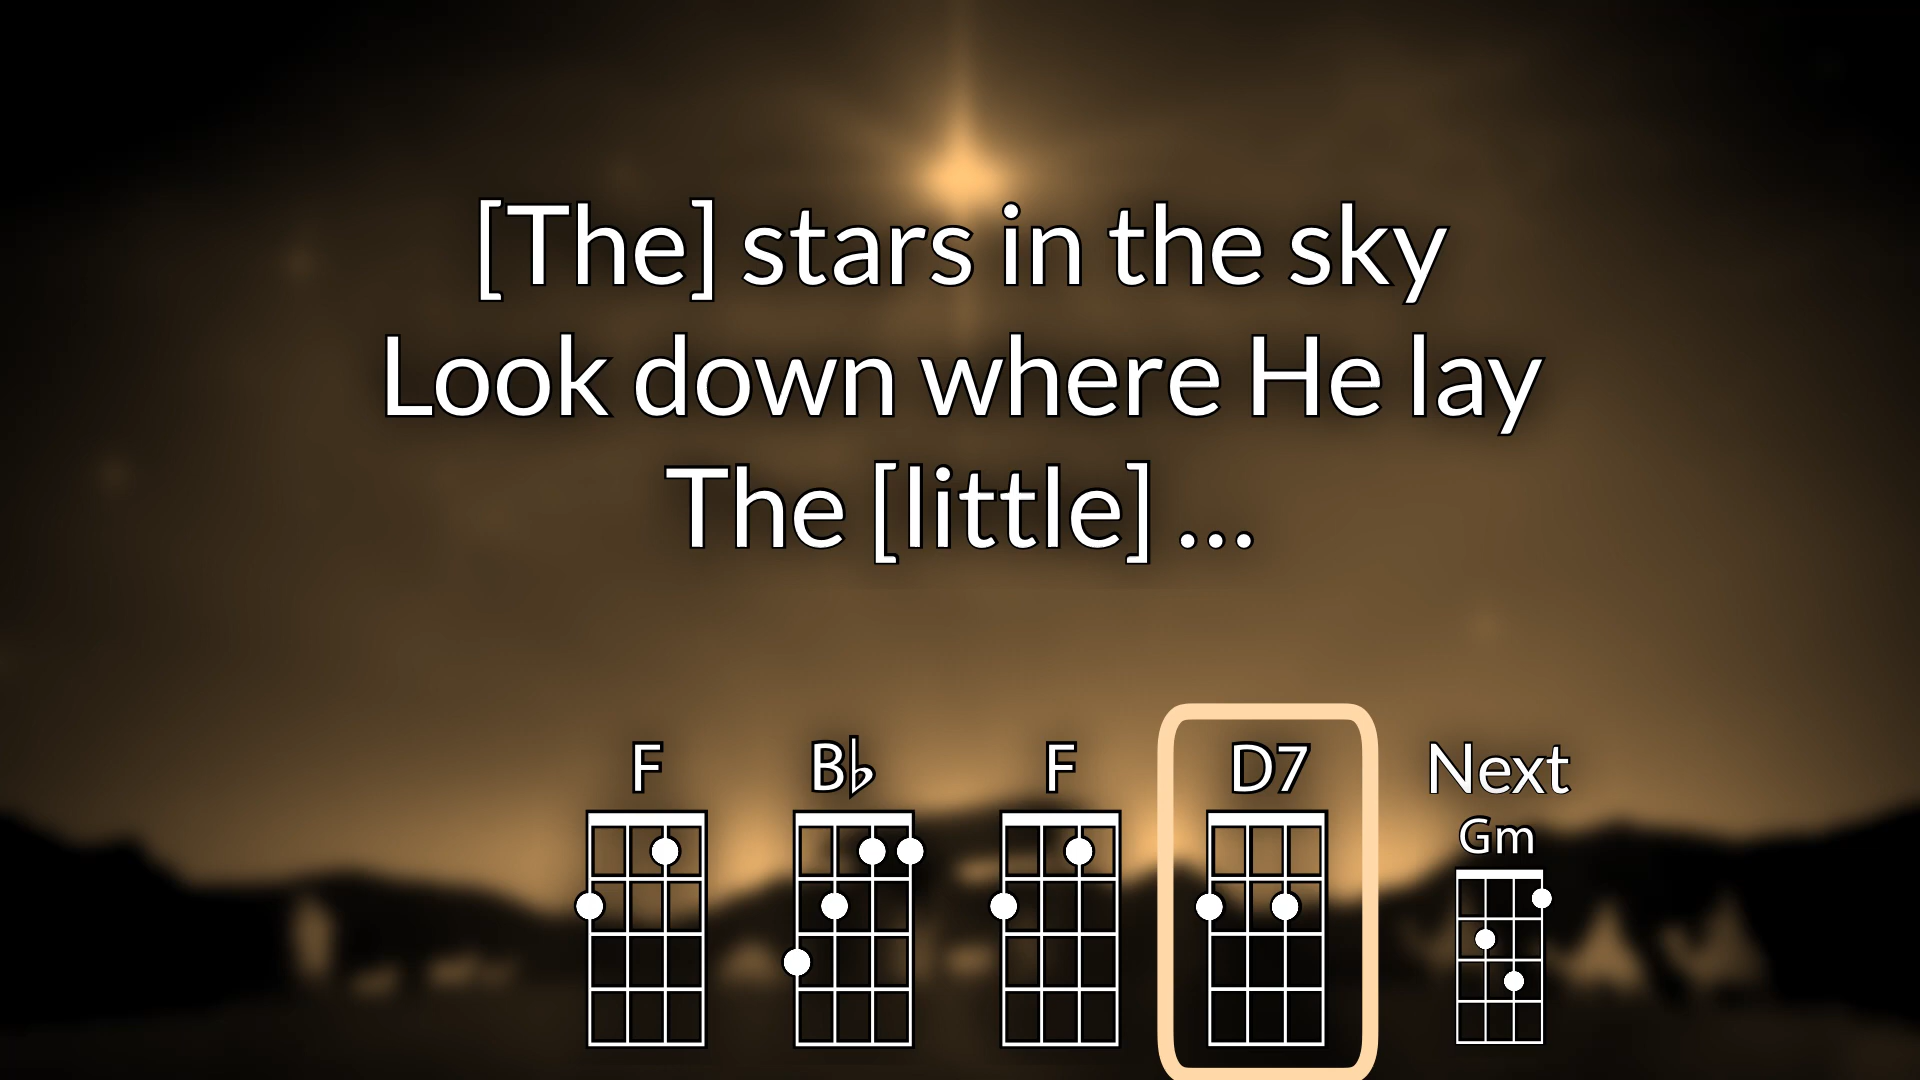 [The] stars in the sky
Look down where He lay
The [little] ...
F B♭ F D7 Next
Gm